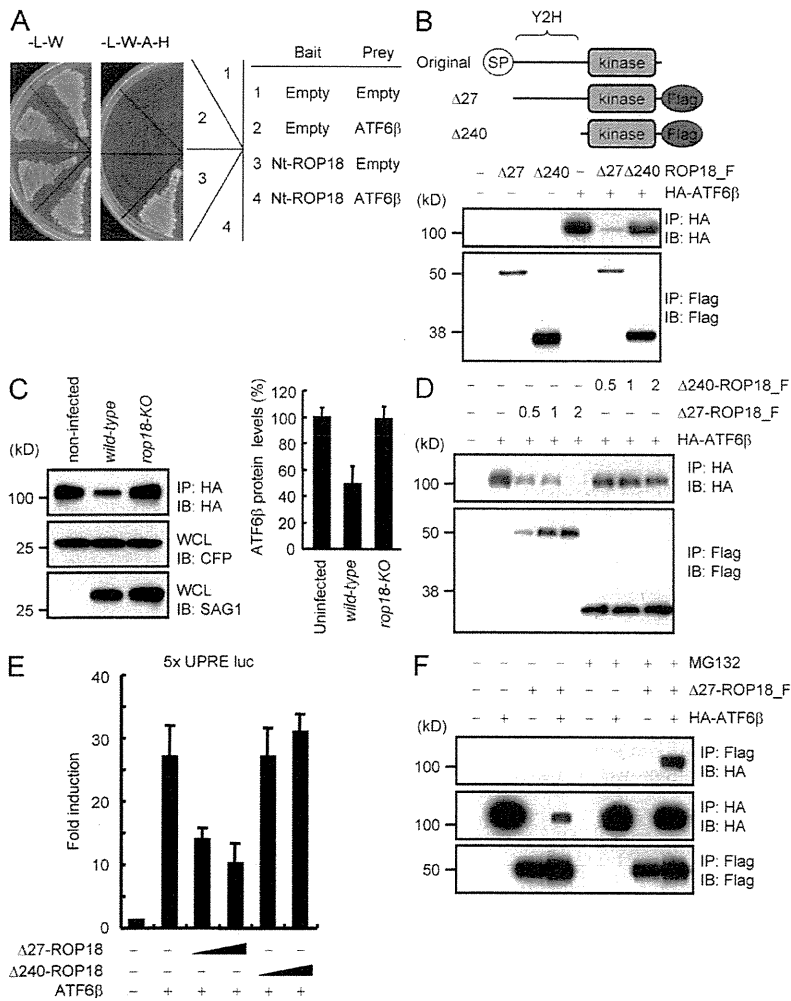 A
-L-W
-L-W-A-H
Bait Prey
1 1 Empty Empty
2 2 Empty ATF6β
3 3 Nt-ROP18 Empty
4 4 Nt-ROP18 ATF6β
B
Y2H
Original SP kinase
Δ27 kinase Flag
Δ240 kinase Flag
– Δ27 Δ240 – Δ27 Δ240 ROP18_F
– – – + + + HA-ATF6β
(kD)
100
IP: HA
IB: HA
50
38
IP: Flag
IB: Flag
C
non-infected
wild-type
rop18-KO
(kD)
100
IP: HA
IB: HA
25
WCL
IB: CFP
25
WCL
IB: SAG1
ATF6β protein levels (%)
120
100
80
60
40
20
0
Uninfected
wild-type
rop18-KO
D
– – – – – 0.5 1 2 Δ240-ROP18_F
– – 0.5 1 2 – – – Δ27-ROP18_F
– + + + + + + + HA-ATF6β
(kD)
100
IP: HA
IB: HA
50
38
IP: Flag
IB: Flag
E
5x UPRE luc
Fold induction
40
30
20
10
0
Δ27-ROP18 – – – –
Δ240-ROP18 – – – –
ATF6β – + + + + +
F
– – – – + + + + MG132
– – + + – – + + Δ27-ROP18_F
– + – + – + – + HA-ATF6β
(kD)
100
IP: Flag
IB: HA
100
IP: HA
IB: HA
50
IP: Flag
IB: Flag